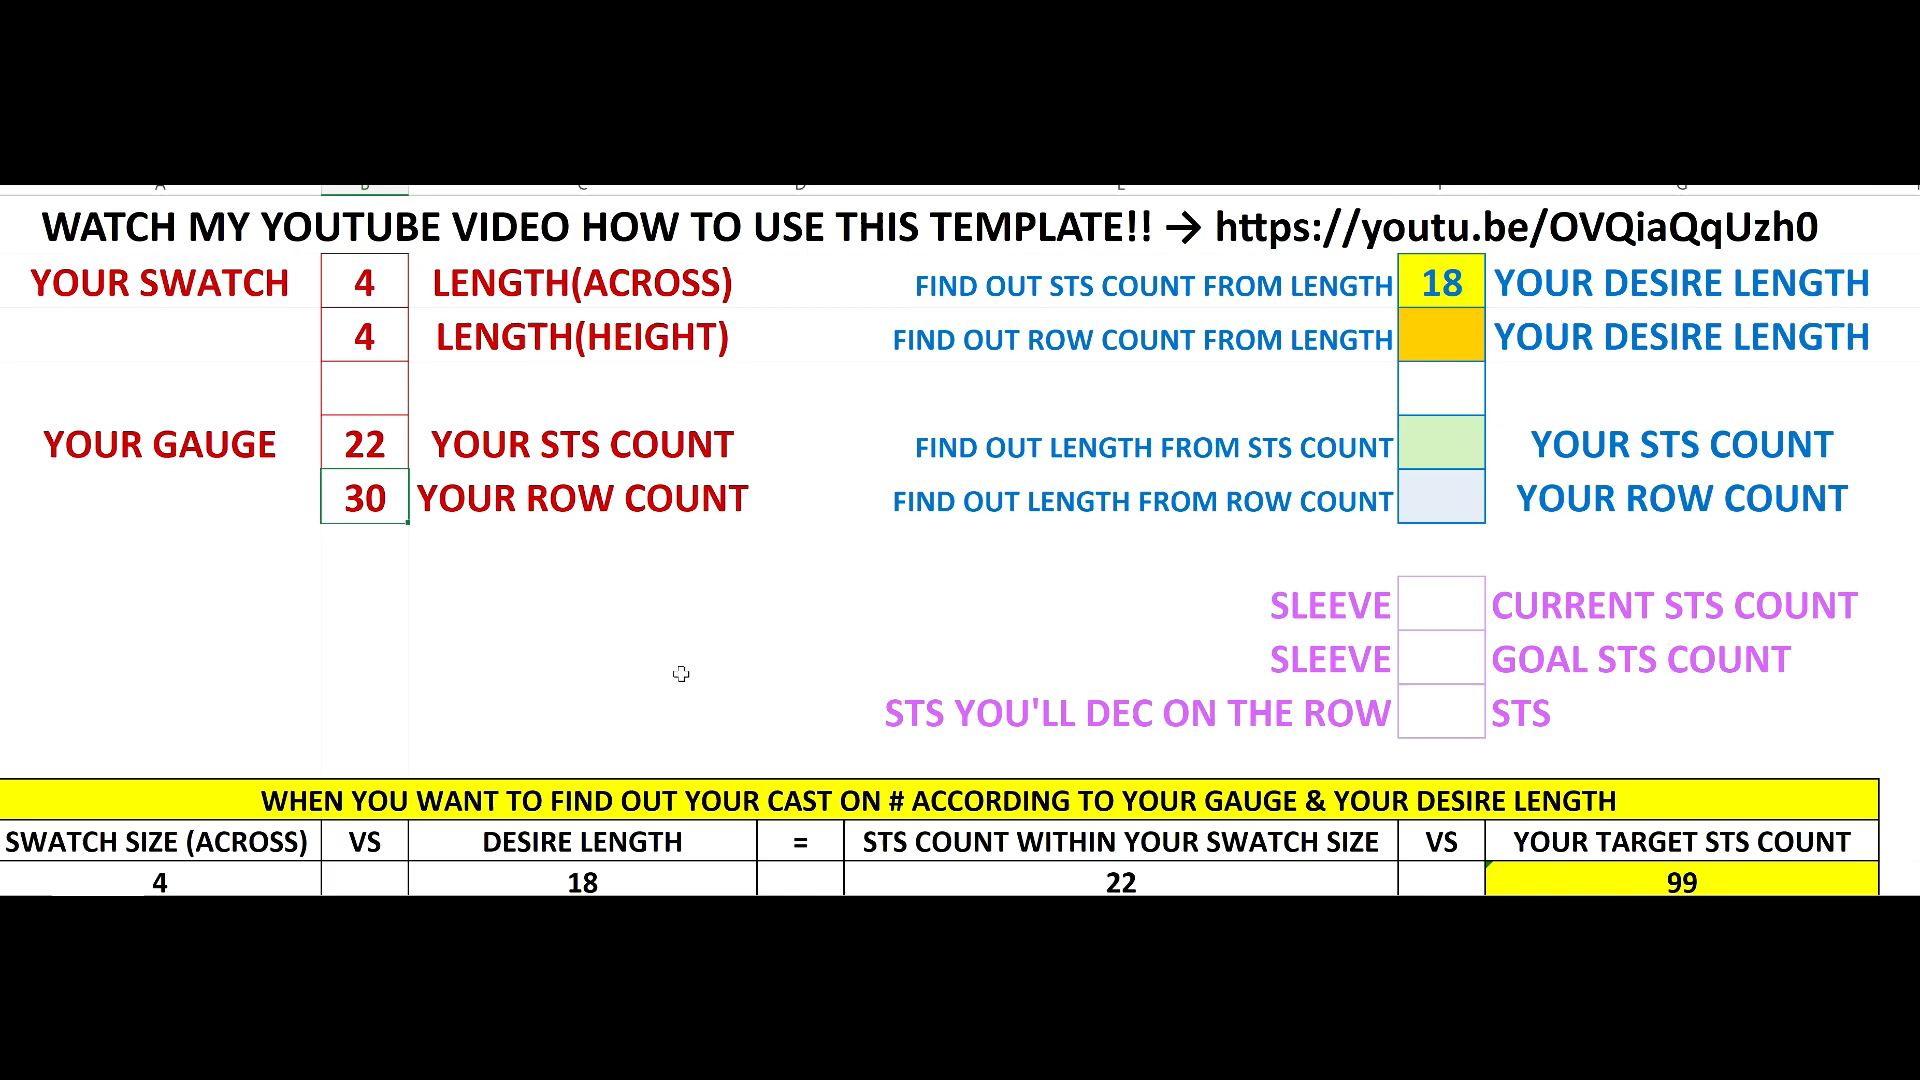 A B C D E F G
WATCH MY YOUTUBE VIDEO HOW TO USE THIS TEMPLATE!! → https://youtu.be/OVQiaQqUzh0
YOUR SWATCH 4 LENGTH(ACROSS) FIND OUT STS COUNT FROM LENGTH 18 YOUR DESIRE LENGTH
4 LENGTH(HEIGHT) FIND OUT ROW COUNT FROM LENGTH YOUR DESIRE LENGTH
YOUR GAUGE 22 YOUR STS COUNT FIND OUT LENGTH FROM STS COUNT YOUR STS COUNT
30 YOUR ROW COUNT FIND OUT LENGTH FROM ROW COUNT YOUR ROW COUNT
SLEEVE CURRENT STS COUNT
SLEEVE GOAL STS COUNT
STS YOU'LL DEC ON THE ROW STS
WHEN YOU WANT TO FIND OUT YOUR CAST ON # ACCORDING TO YOUR GAUGE & YOUR DESIRE LENGTH
SWATCH SIZE (ACROSS) VS DESIRE LENGTH = STS COUNT WITHIN YOUR SWATCH SIZE VS YOUR TARGET STS COUNT
4 18 22 99